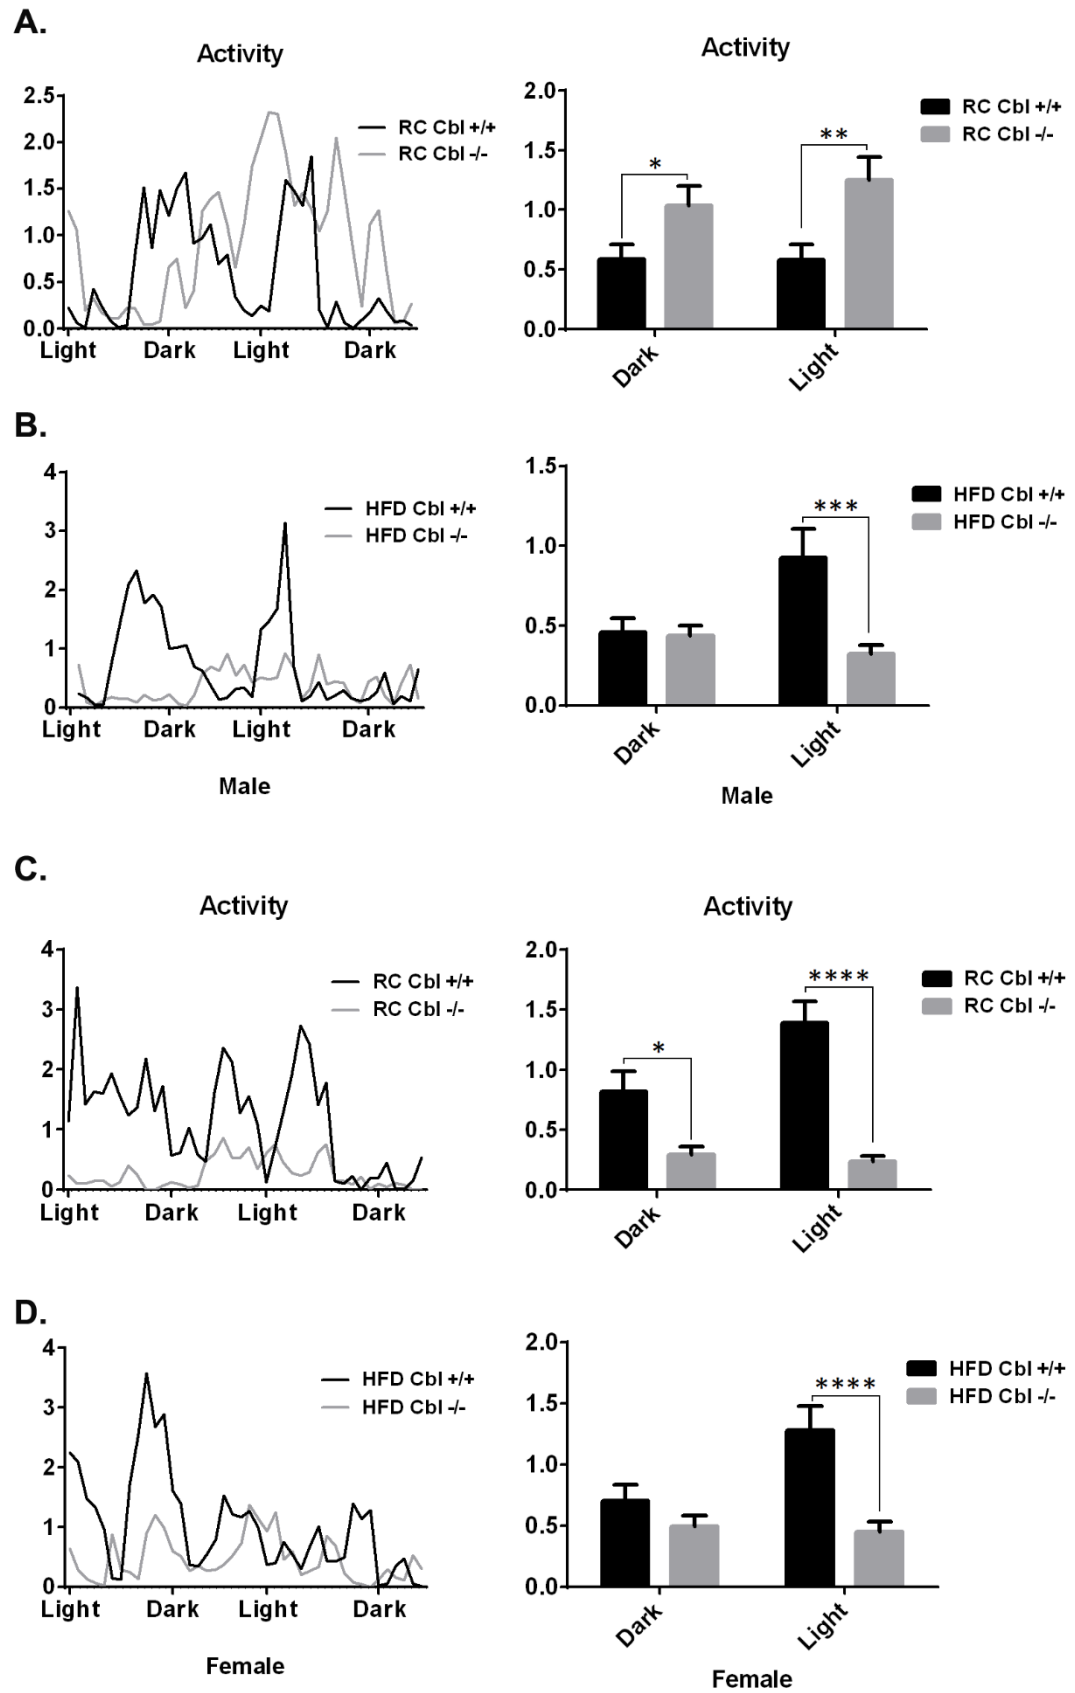 A.
Activity
2.5
2.0
1.5
1.0
0.5
0.0
Light Dark Light Dark
RC Cbl +/+
RC Cbl -/-
Activity
2.0
1.5
1.0
0.5
0.0
* **
Dark Light
RC Cbl +/+
RC Cbl -/-
B.
4
3
2
1
0
Light Dark Light Dark
HFD Cbl +/+
HFD Cbl -/-
Male
1.5
1.0
0.5
0.0
***
Dark Light
HFD Cbl +/+
HFD Cbl -/-
Male
C.
Activity
4
3
2
1
0
Light Dark Light Dark
RC Cbl +/+
RC Cbl -/-
Activity
2.0
1.5
1.0
0.5
0.0
* ****
Dark Light
RC Cbl +/+
RC Cbl -/-
D.
4
3
2
1
0
Light Dark Light Dark
HFD Cbl +/+
HFD Cbl -/-
Female
2.0
1.5
1.0
0.5
0.0
****
Dark Light
HFD Cbl +/+
HFD Cbl -/-
Female